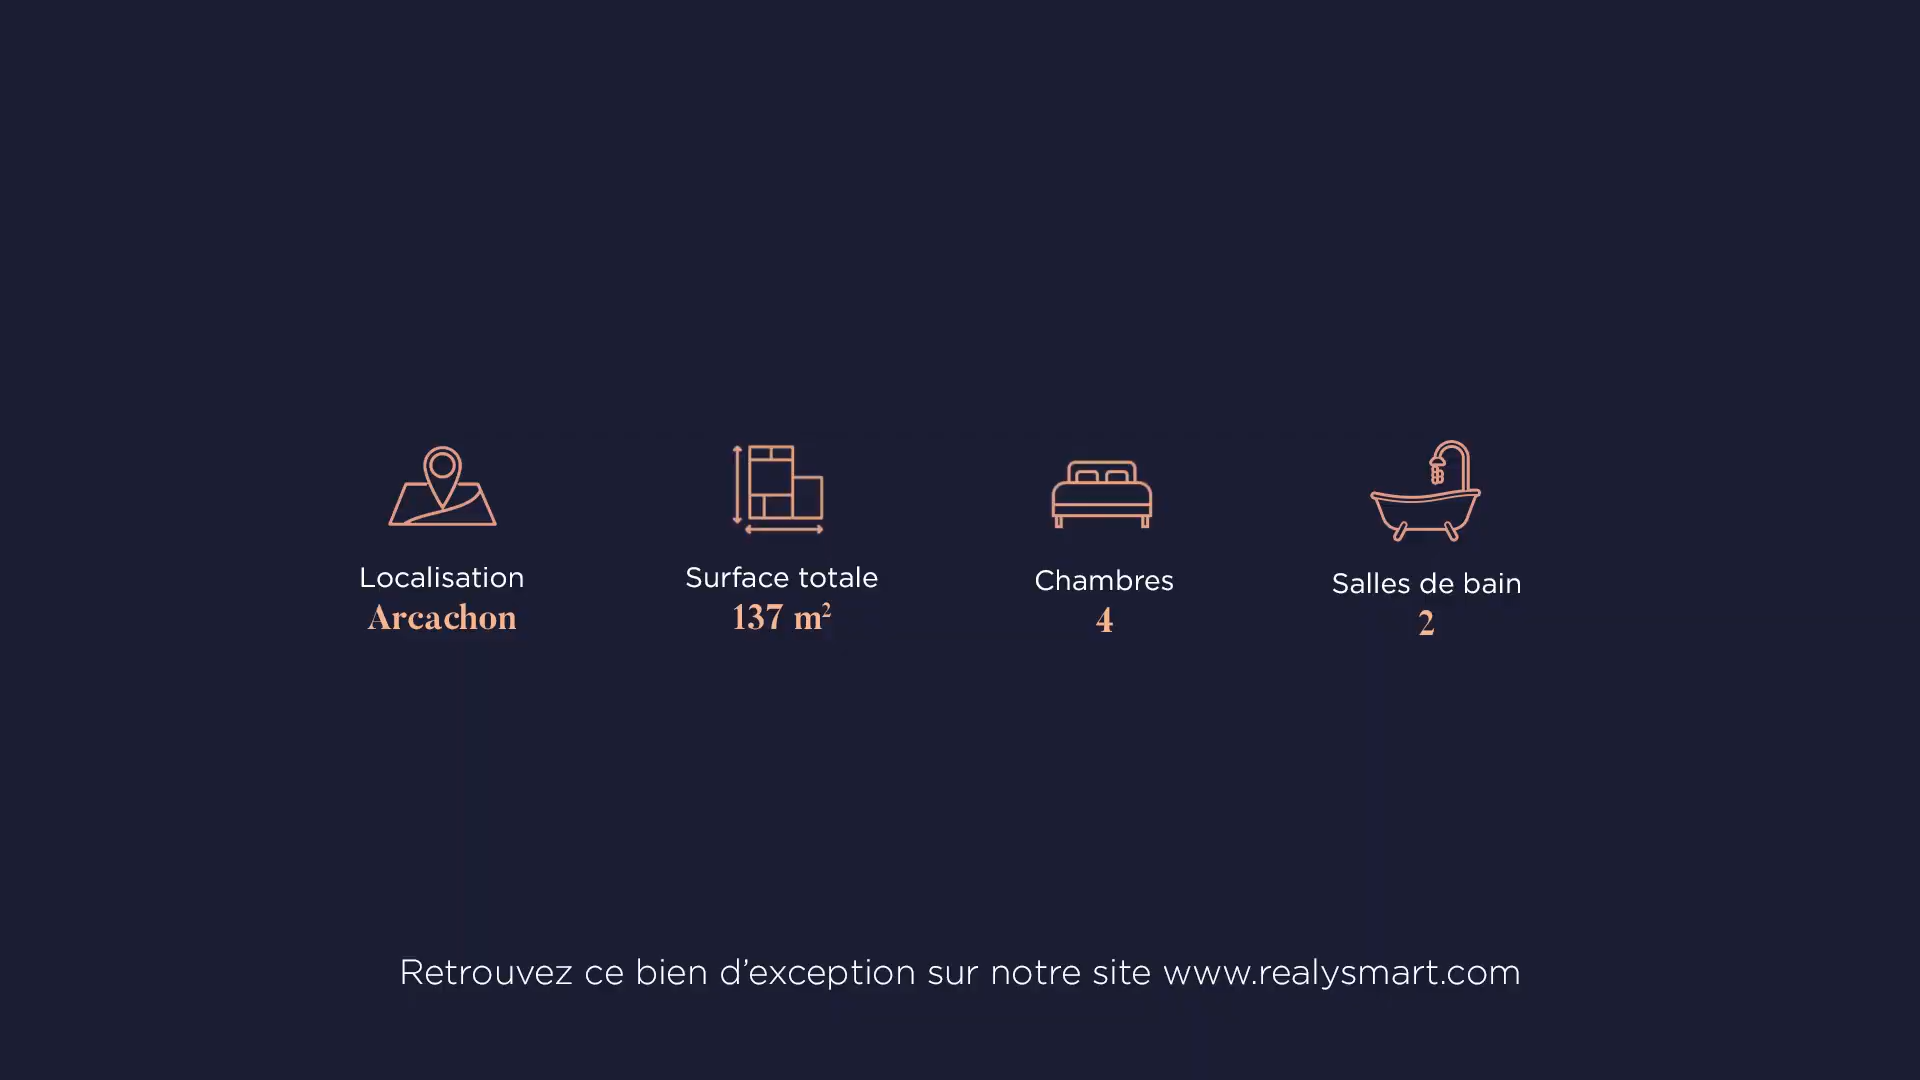 Localisation
Arcachon
Surface totale
137 m²
Chambres
4
Salles de bain
2
Retrouvez ce bien d’exception sur notre site www.realysmart.com